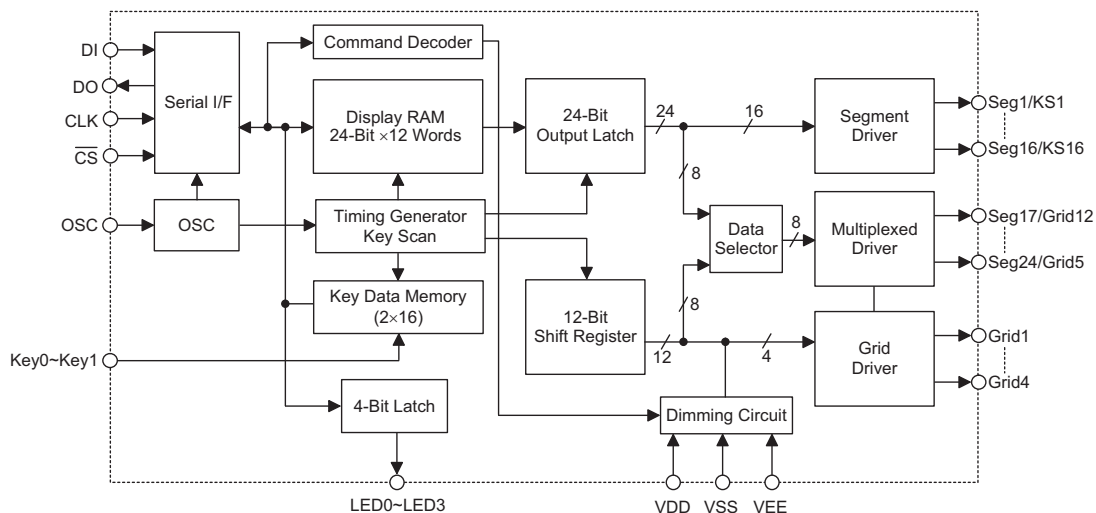 DI
DO
CLK
C̅S̅
OSC
Key0~Key1
Serial I/F
OSC
Command Decoder
Display RAM
24-Bit ×12 Words
Timing Generator
Key Scan
Key Data Memory
(2×16)
4-Bit Latch
LED0~LED3
24-Bit
Output Latch
12-Bit
Shift Register
24
16
8
8
12
4
Data
Selector
8
Dimming Circuit
VDD
VSS
VEE
Segment
Driver
Multiplexed
Driver
Grid
Driver
Seg1/KS1
Seg16/KS16
Seg17/Grid12
Seg24/Grid5
Grid1
Grid4